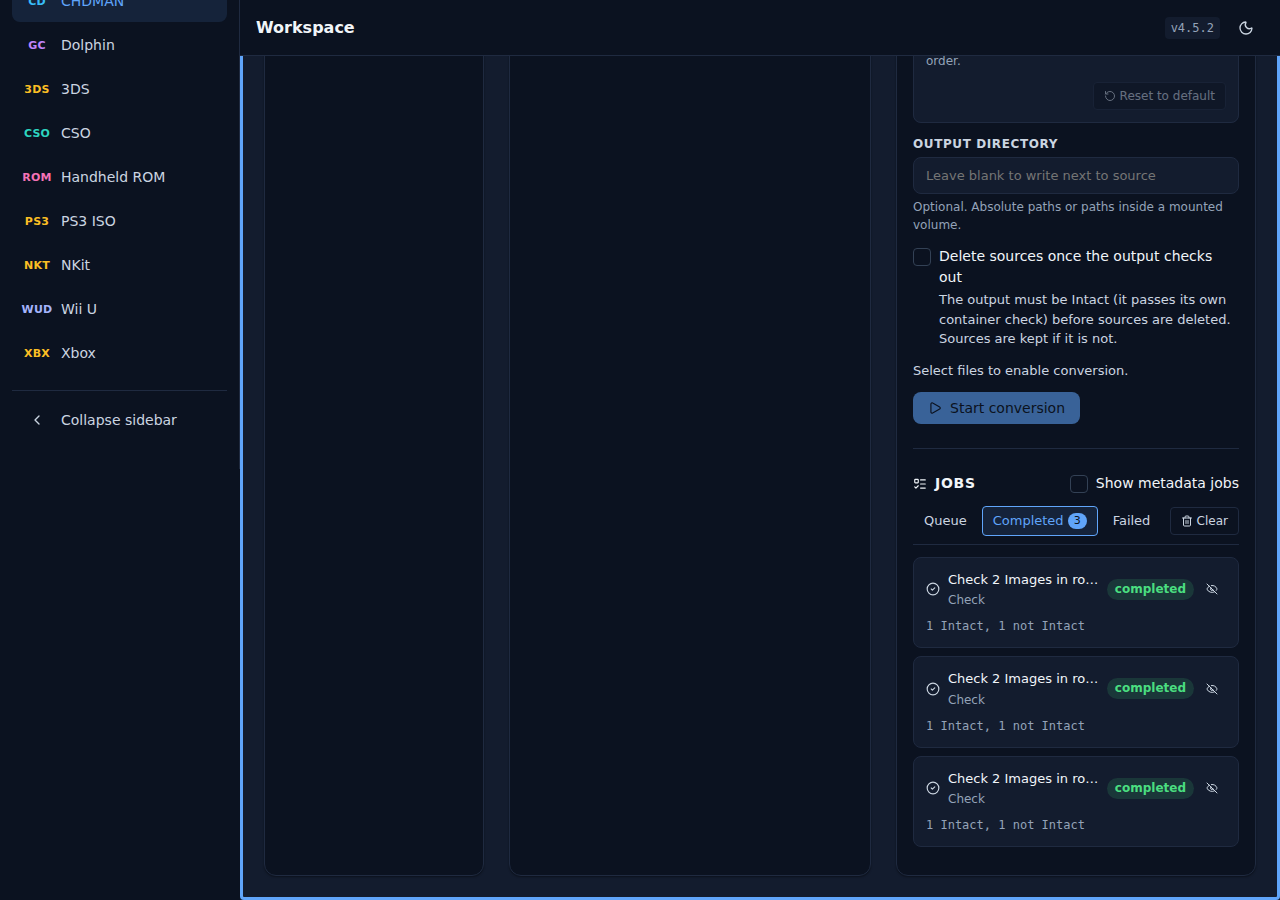 CD CHDMAN
GC Dolphin
3DS 3DS
CSO CSO
ROM Handheld ROM
PS3 PS3 ISO
NKT NKit
WUD Wii U
XBX Xbox
Collapse sidebar
Workspace
v4.5.2
order.
Reset to default
OUTPUT DIRECTORY
Leave blank to write next to source
Optional. Absolute paths or paths inside a mounted
volume.
Delete sources once the output checks
out
The output must be Intact (it passes its own
container check) before sources are deleted.
Sources are kept if it is not.
Select files to enable conversion.
Start conversion
JOBS
Show metadata jobs
Queue
Completed 3
Failed
Clear
Check 2 Images in ro...
completed
Check
1 Intact, 1 not Intact
Check 2 Images in ro...
completed
Check
1 Intact, 1 not Intact
Check 2 Images in ro...
completed
Check
1 Intact, 1 not Intact